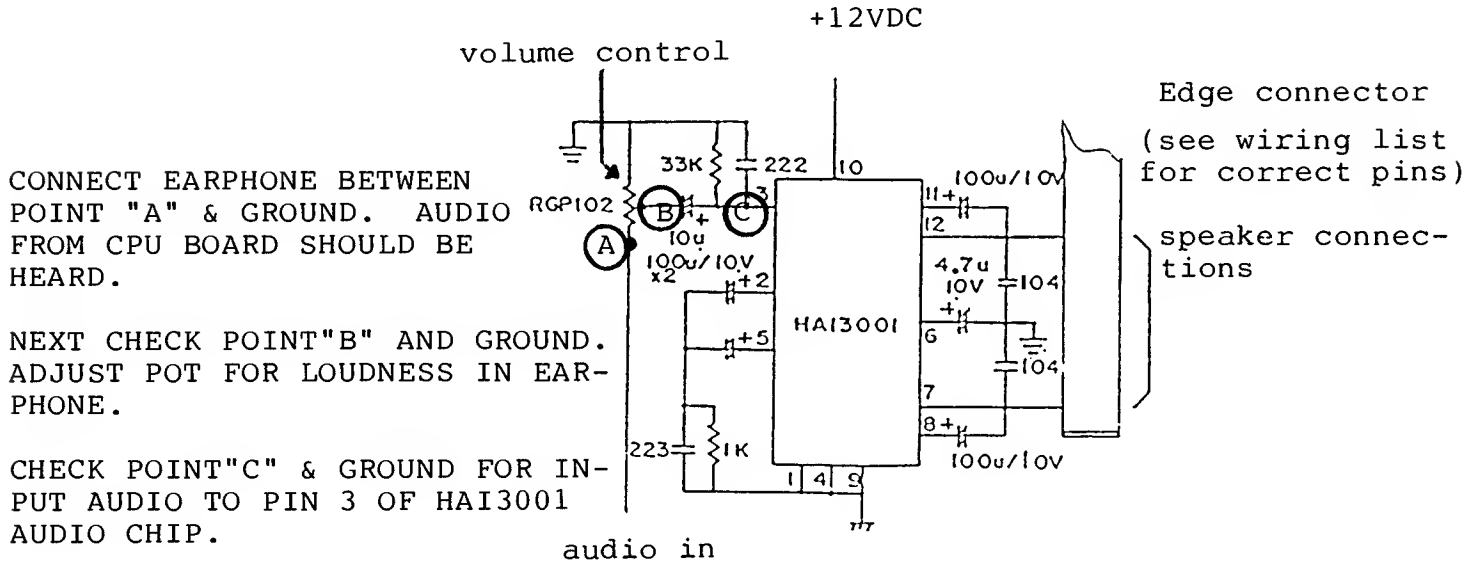 +12VDC
volume control
Edge connector
(see wiring list
for correct pins)
speaker connec-
tions
CONNECT EARPHONE BETWEEN
POINT "A" & GROUND. AUDIO
FROM CPU BOARD SHOULD BE
HEARD.
NEXT CHECK POINT"B" AND GROUND.
ADJUST POT FOR LOUDNESS IN EAR-
PHONE.
CHECK POINT"C" & GROUND FOR IN-
PUT AUDIO TO PIN 3 OF HA13001
AUDIO CHIP.
33K
222
RGP102
B
+
10u
C
3
A
100u/10V
x2
+2
+5
223
1K
HA13001
10
11+
100u/10V
12
4.7u
10V
104
+
6
104
7
8+
100u/10V
1 4 9
audio in